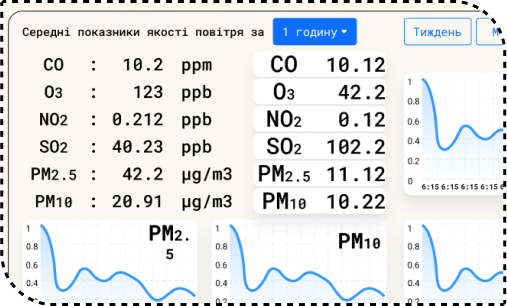 Середні показники якості повітря за 1 годину Тиждень М
CO : 10.2 ppm
O3 : 123 ppb
NO2 : 0.212 ppb
SO2 : 40.23 ppb
PM2.5 : 42.2 µg/m3
PM10 : 20.91 µg/m3
CO 10.12
O3 42.2
NO2 0.12
SO2 102.2
PM2.5 11.12
PM10 10.22
1
0.8
0.6
0.4
0.2
0
6:15 6:15 6:15 6:15 6:15
PM2.
5
1
0.8
0.6
0.4
PM10
1
0.8
0.6
0.4
0.2
1
0.8
0.6
0.4
0.2